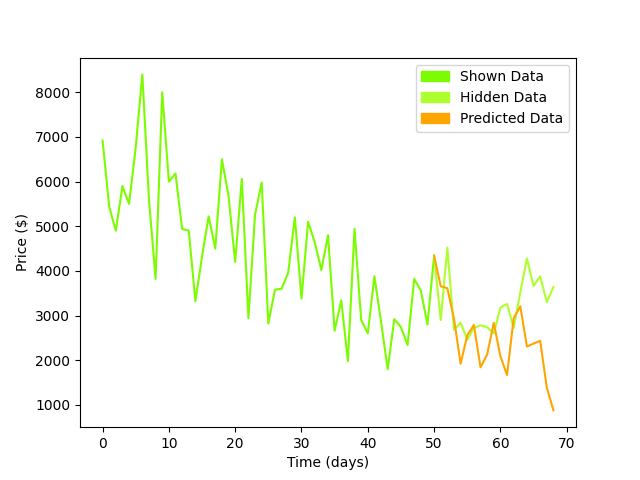 Shown Data
Hidden Data
Predicted Data
Price ($)
8000
7000
6000
5000
4000
3000
2000
1000
0 10 20 30 40 50 60 70
Time (days)